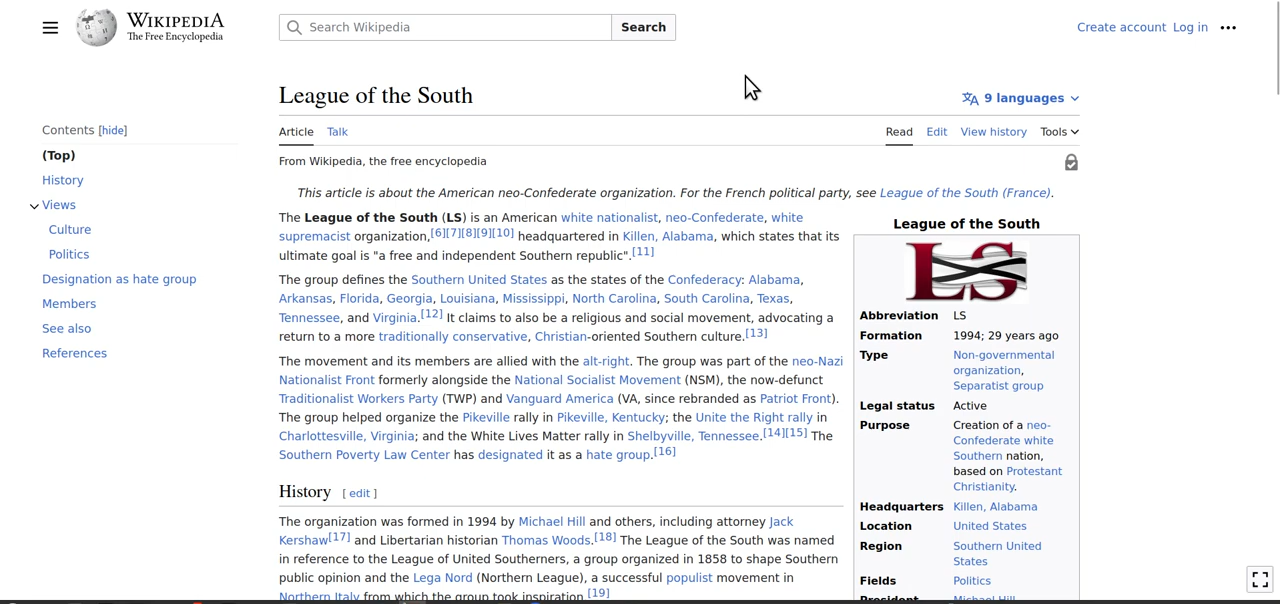 WIKIPEDIA
The Free Encyclopedia
Search Wikipedia
Search
Create account Log in
League of the South
9 languages
Article Talk
Read Edit View history Tools
From Wikipedia, the free encyclopedia
Contents [hide]
(Top)
History
Views
Culture
Politics
Designation as hate group
Members
See also
References
This article is about the American neo-Confederate organization. For the French political party, see League of the South (France).
The League of the South (LS) is an American white nationalist, neo-Confederate, white
supremacist organization,[6][7][8][9][10] headquartered in Killen, Alabama, which states that its
ultimate goal is "a free and independent Southern republic".[11]
The group defines the Southern United States as the states of the Confederacy: Alabama,
Arkansas, Florida, Georgia, Louisiana, Mississippi, North Carolina, South Carolina, Texas,
Tennessee, and Virginia.[12] It claims to also be a religious and social movement, advocating a
return to a more traditionally conservative, Christian-oriented Southern culture.[13]
The movement and its members are allied with the alt-right. The group was part of the neo-Nazi
Nationalist Front formerly alongside the National Socialist Movement (NSM), the now-defunct
Traditionalist Workers Party (TWP) and Vanguard America (VA, since rebranded as Patriot Front).
The group helped organize the Pikeville rally in Pikeville, Kentucky; the Unite the Right rally in
Charlottesville, Virginia; and the White Lives Matter rally in Shelbyville, Tennessee.[14][15] The
Southern Poverty Law Center has designated it as a hate group.[16]
History [ edit ]
The organization was formed in 1994 by Michael Hill and others, including attorney Jack
Kershaw[17] and Libertarian historian Thomas Woods.[18] The League of the South was named
in reference to the League of United Southerners, a group organized in 1858 to shape Southern
public opinion and the Lega Nord (Northern League), a successful populist movement in
Northern Italy from which the group took inspiration.[19]
League of the South
LS
Abbreviation LS
Formation 1994; 29 years ago
Type Non-governmental
organization,
Separatist group
Legal status Active
Purpose Creation of a neo-
Confederate white
Southern nation,
based on Protestant
Christianity.
Headquarters Killen, Alabama
Location United States
Region Southern United
States
Fields Politics
President Michael Hill